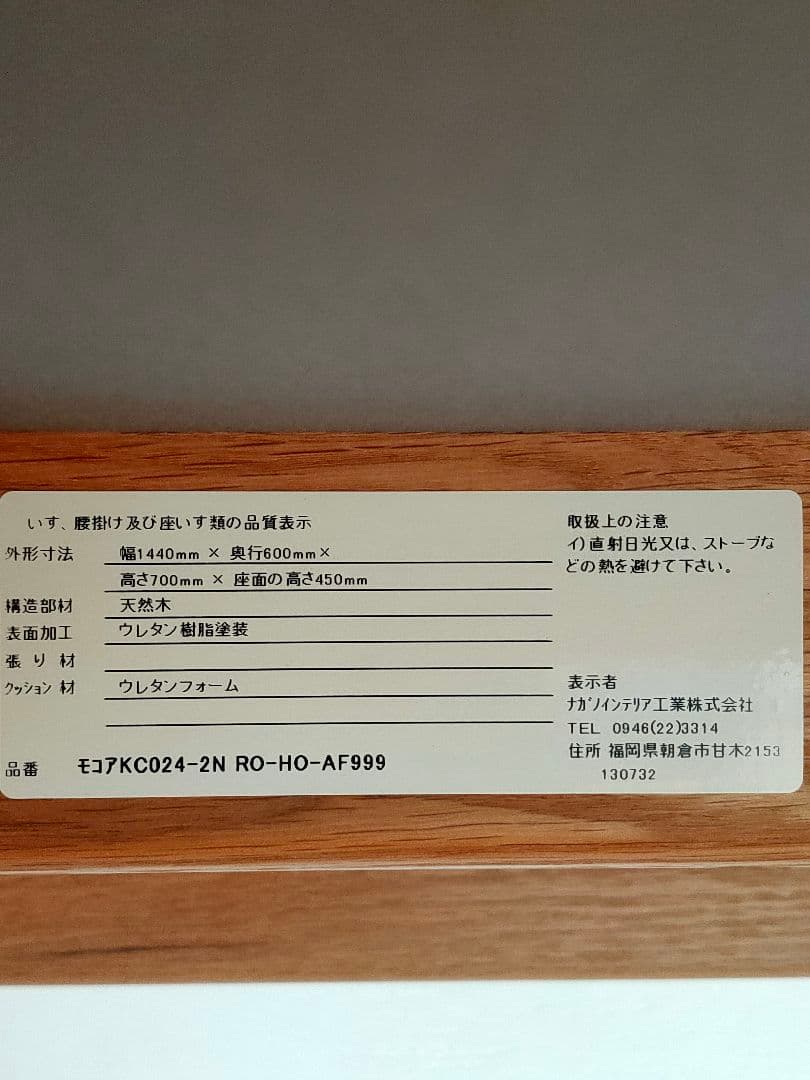 いす、腰掛け及び座いす類の品質表示
外形寸法 幅1440mm × 奥行600mm×
高さ700mm × 座面の高さ450mm
構造部材 天然木
表面加工 ウレタン樹脂塗装
張り材
クッション材 ウレタンフォーム
品番 モコアKC024-2N RO-HO-AF999
取扱上の注意
イ)直射日光又は、ストーブな
どの熱を避けて下さい。
表示者
ナガノインテリア工業株式会社
TEL 0946(22)3314
住所 福岡県朝倉市甘木2153
130732